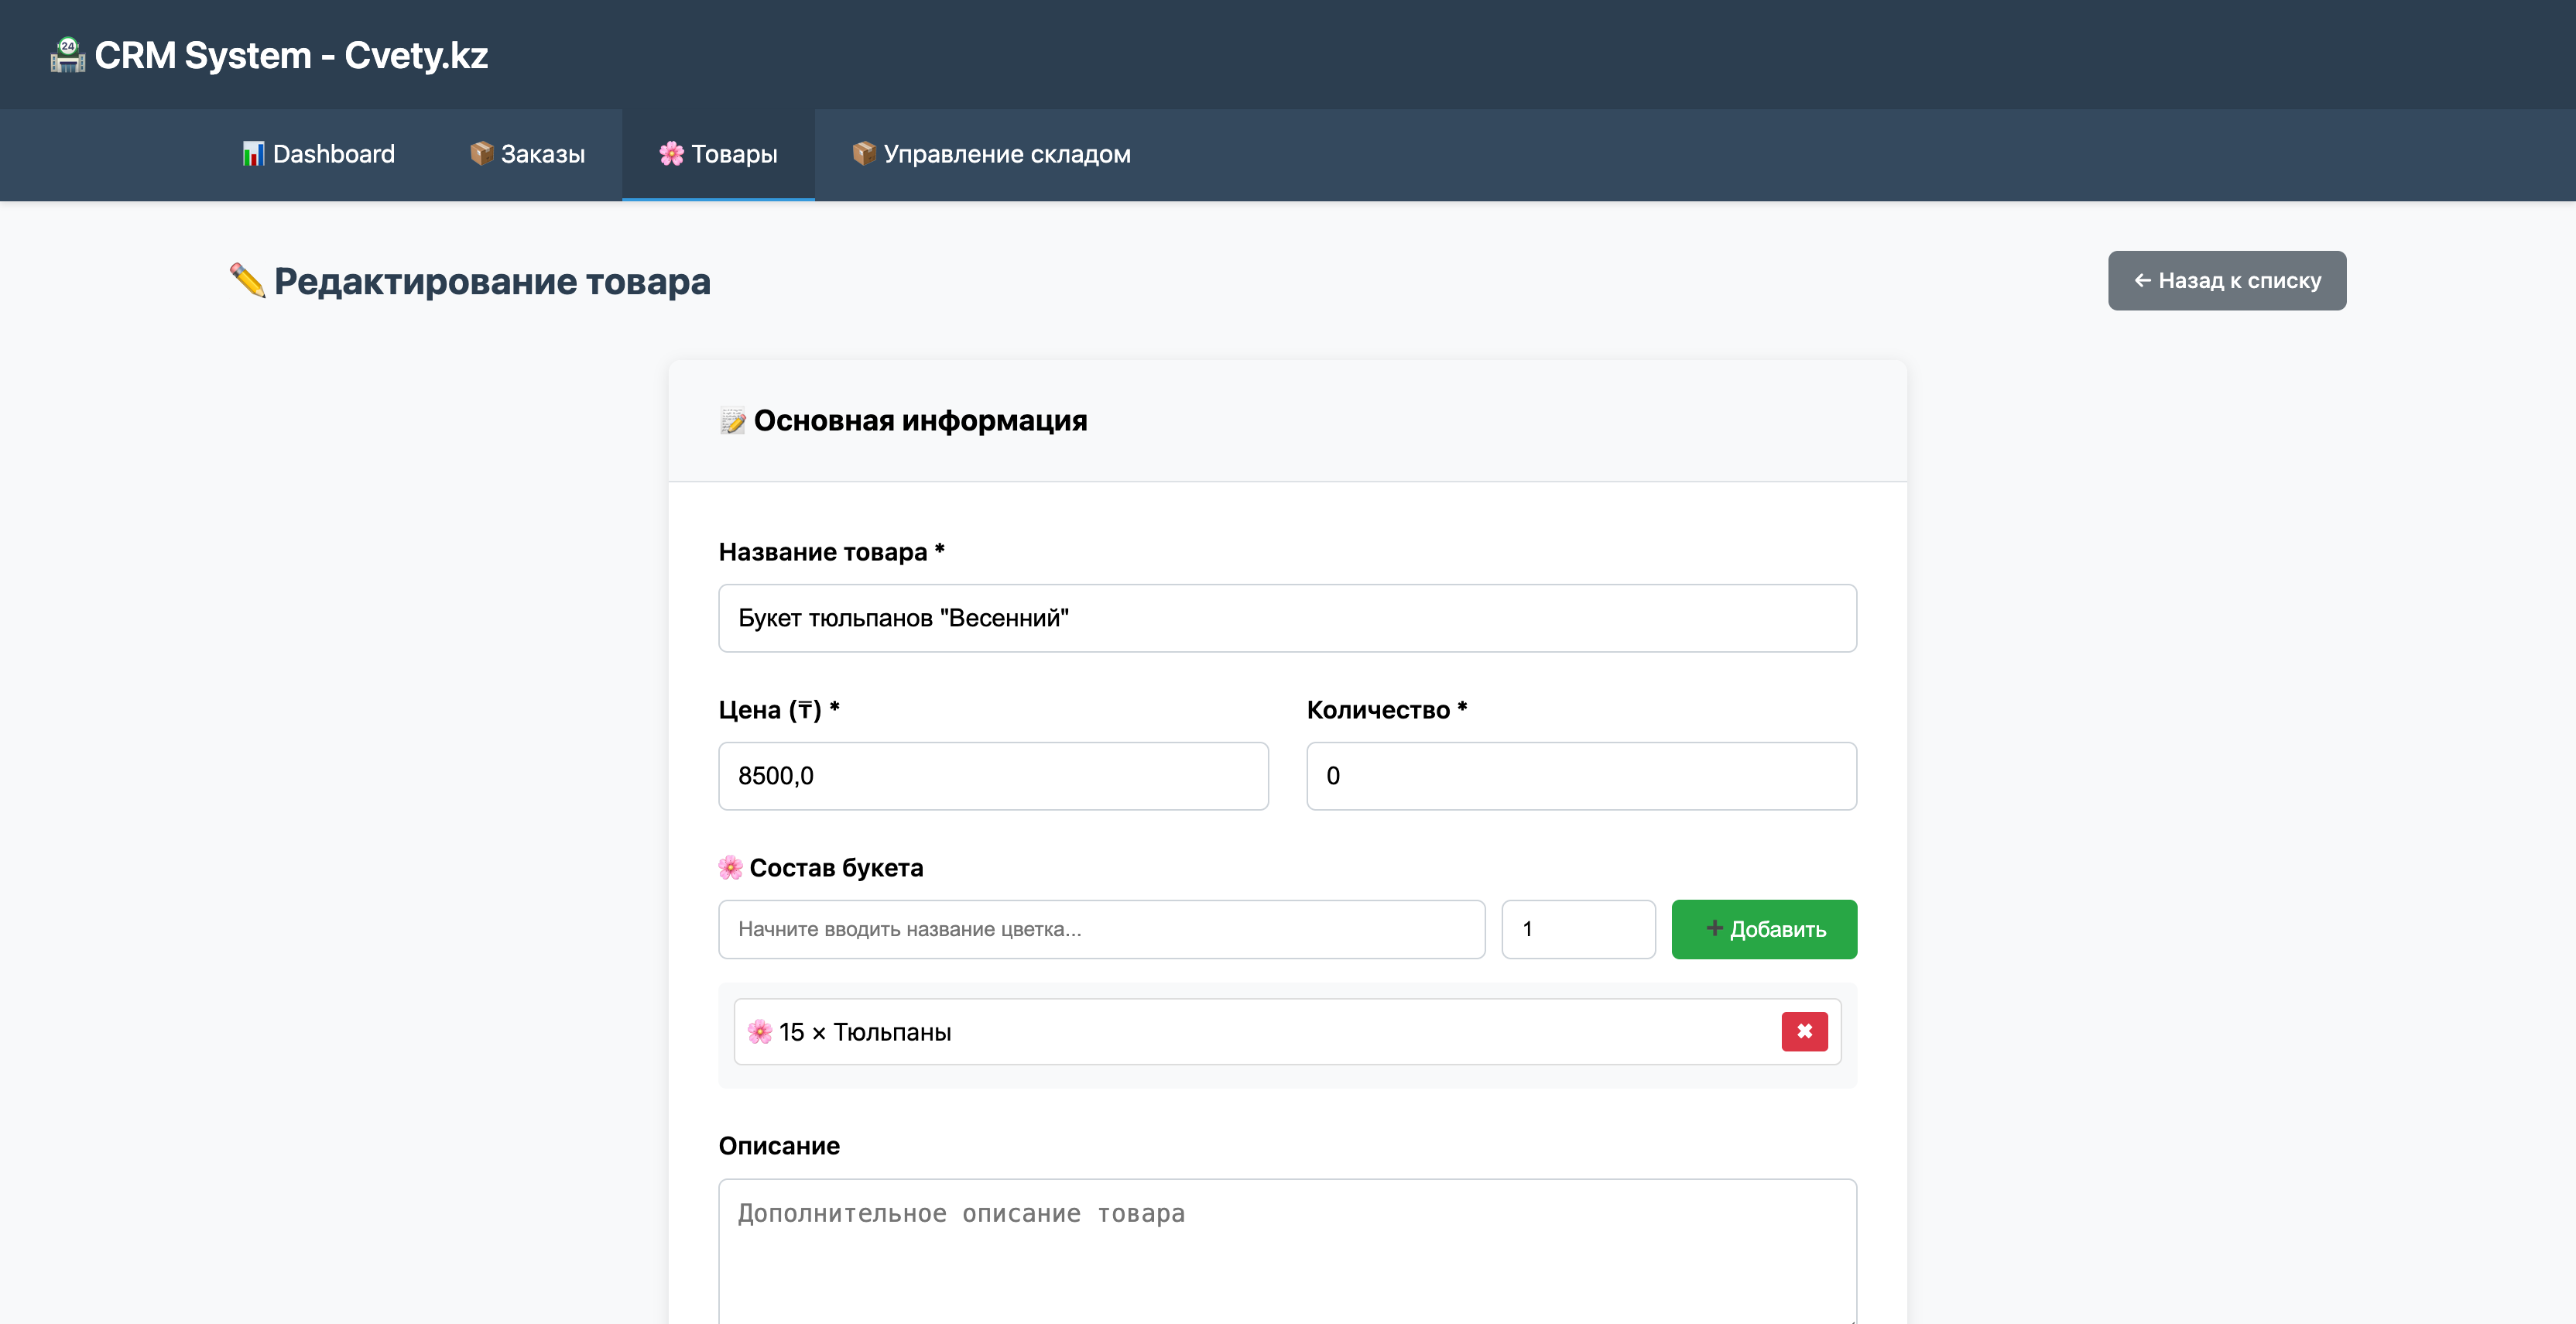 24
CRM System - Cvety.kz
📊 Dashboard
📦 Заказы
🌸 Товары
📦 Управление складом
✏️ Редактирование товара
← Назад к списку
📝 Основная информация
Название товара *
Букет тюльпанов "Весенний"
Цена (₸) *
Количество *
8500,0
0
🌸 Состав букета
Начните вводить название цветка...
1
➕ Добавить
🌸 15 × Тюльпаны
✖
Описание
Дополнительное описание товара